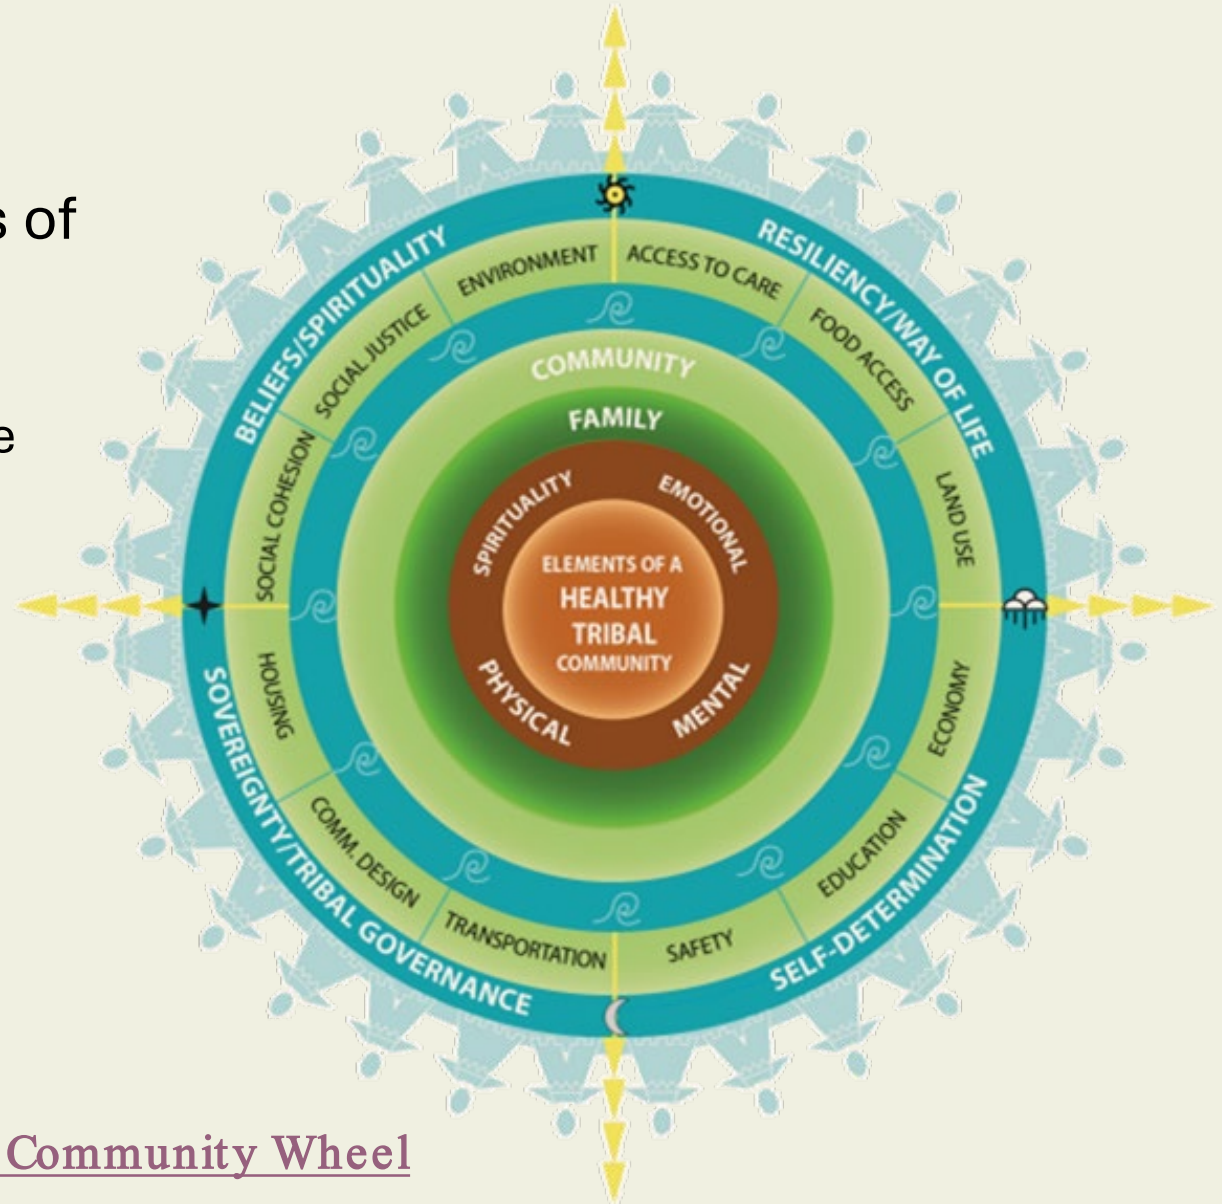 s of
e
BELIEFS/SPIRITUALITY
RESILIENCY/WAY OF LIFE
SELF-DETERMINATION
SOVEREIGNTY/TRIBAL GOVERNANCE
ENVIRONMENT
ACCESS TO CARE
FOOD ACCESS
LAND USE
ECONOMY
EDUCATION
SAFETY
TRANSPORTATION
COMM. DESIGN
HOUSING
SOCIAL COHESION
SOCIAL JUSTICE
COMMUNITY
FAMILY
SPIRITUALITY
EMOTIONAL
MENTAL
PHYSICAL
ELEMENTS OF A
HEALTHY
TRIBAL
COMMUNITY
Community Wheel